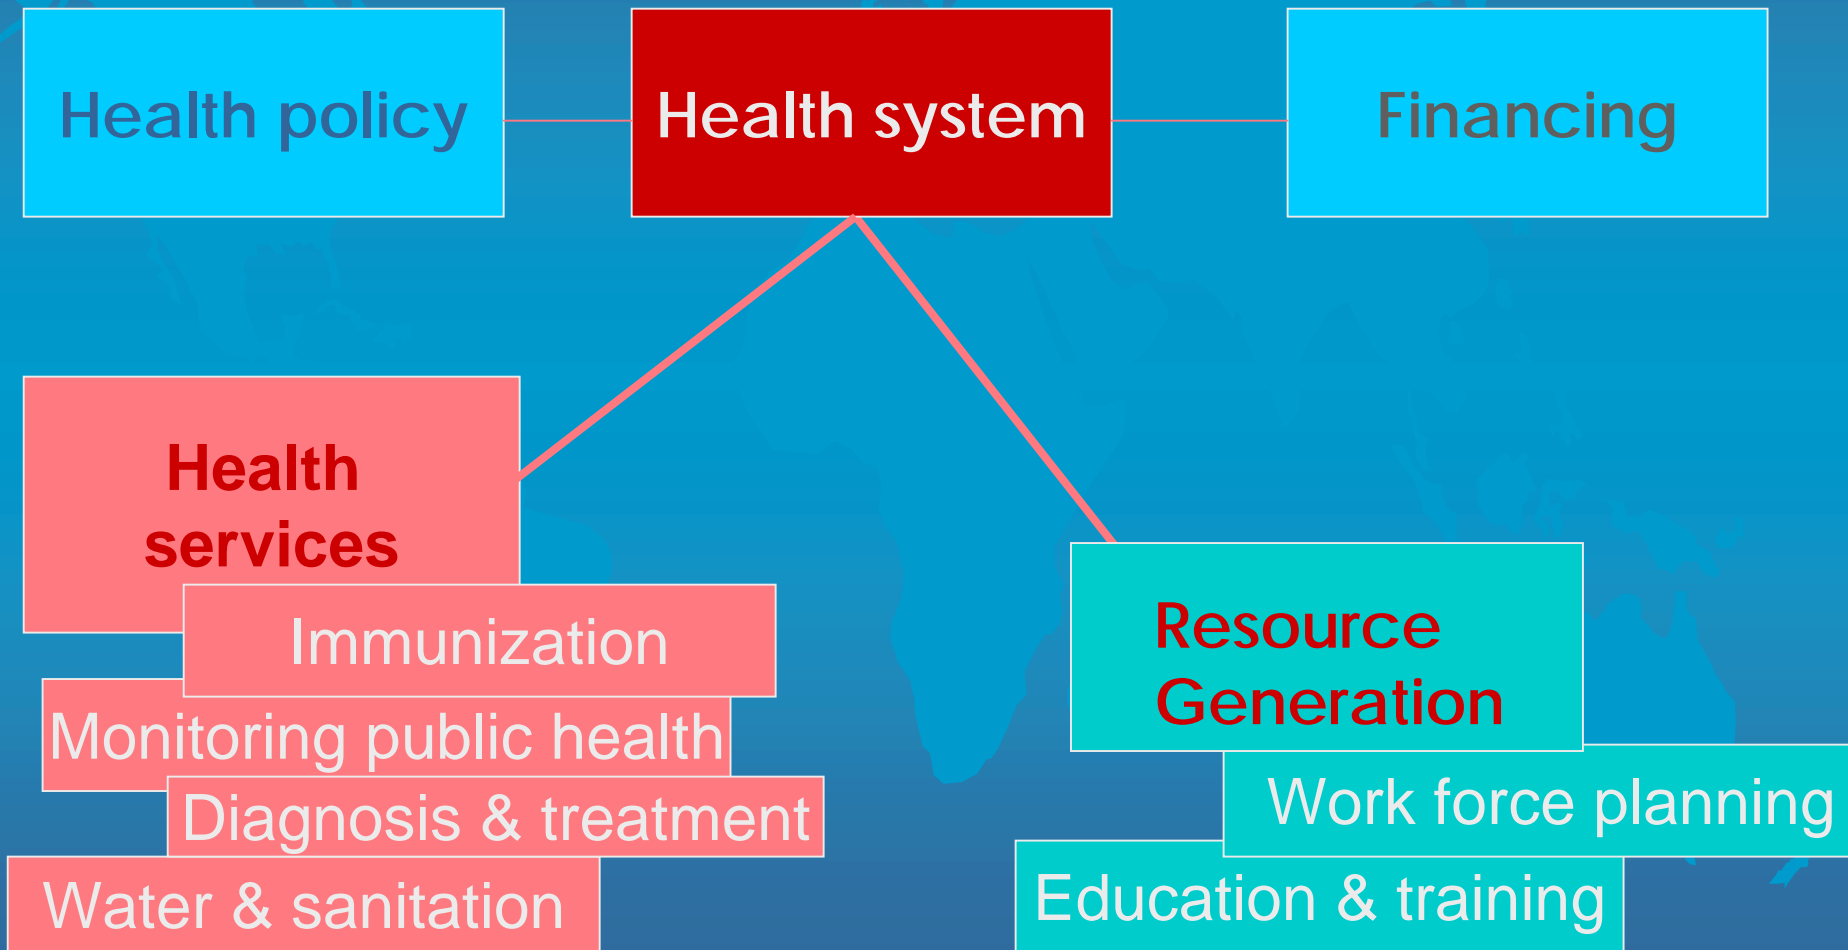 Health policy
Health system
Financing
Health
services
Immunization
Monitoring public health
Diagnosis & treatment
Water & sanitation
Resource
Generation
Work force planning
Education & training